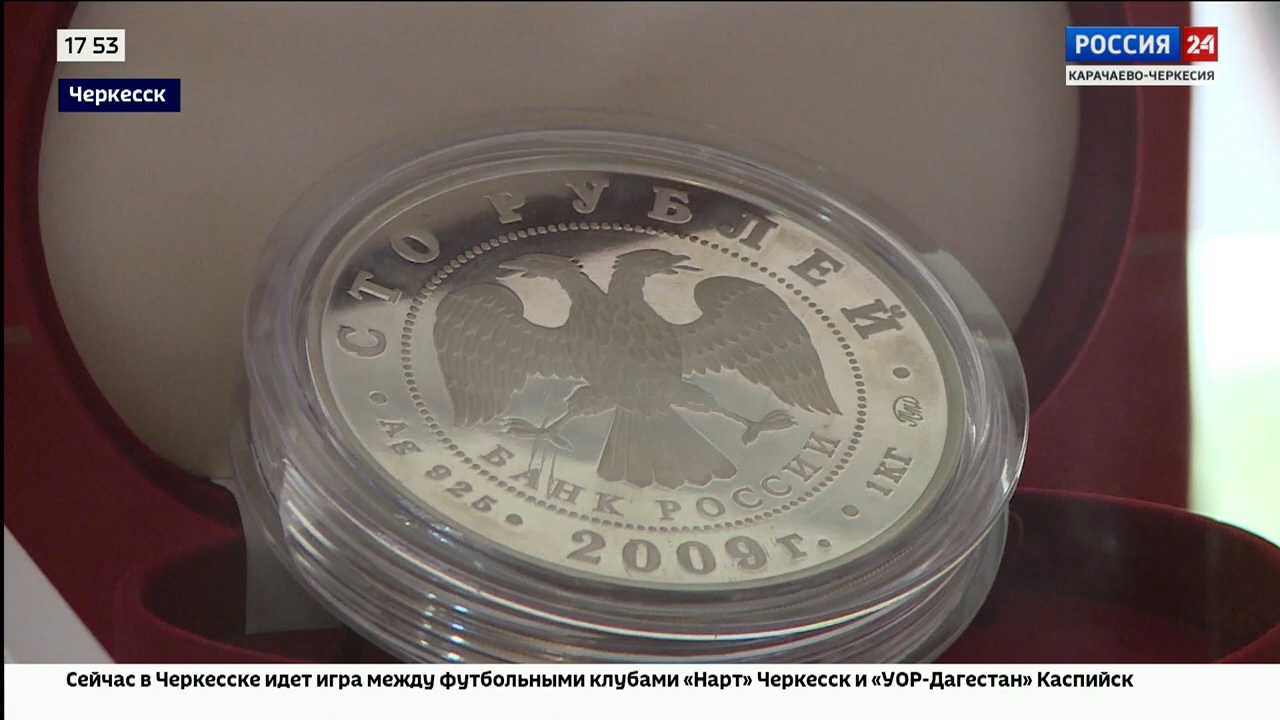 17 53
Черкесск
РОССИЯ 24
КАРАЧАЕВО-ЧЕРКЕСИЯ
СТО РУБЛЕЙ
БАНК РОССИИ
Ag 925
2009 г.
1 КГ
Сейчас в Черкесске идет игра между футбольными клубами «Нарт» Черкесск и «УОР-Дагестан» Каспийск